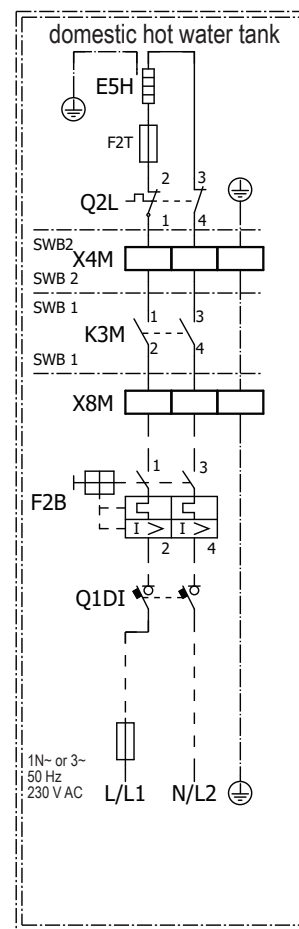 domestic hot water tank
E5H
F2T
2 3
Q2L
1 4
SWB2
X4M
SWB 2
SWB 1
1 3
K3M
2 4
SWB 1
X8M
1 3
F2B
I > I >
2 4
Q1DI
1N~ or 3~
50 Hz
230 V AC L/L1 N/L2